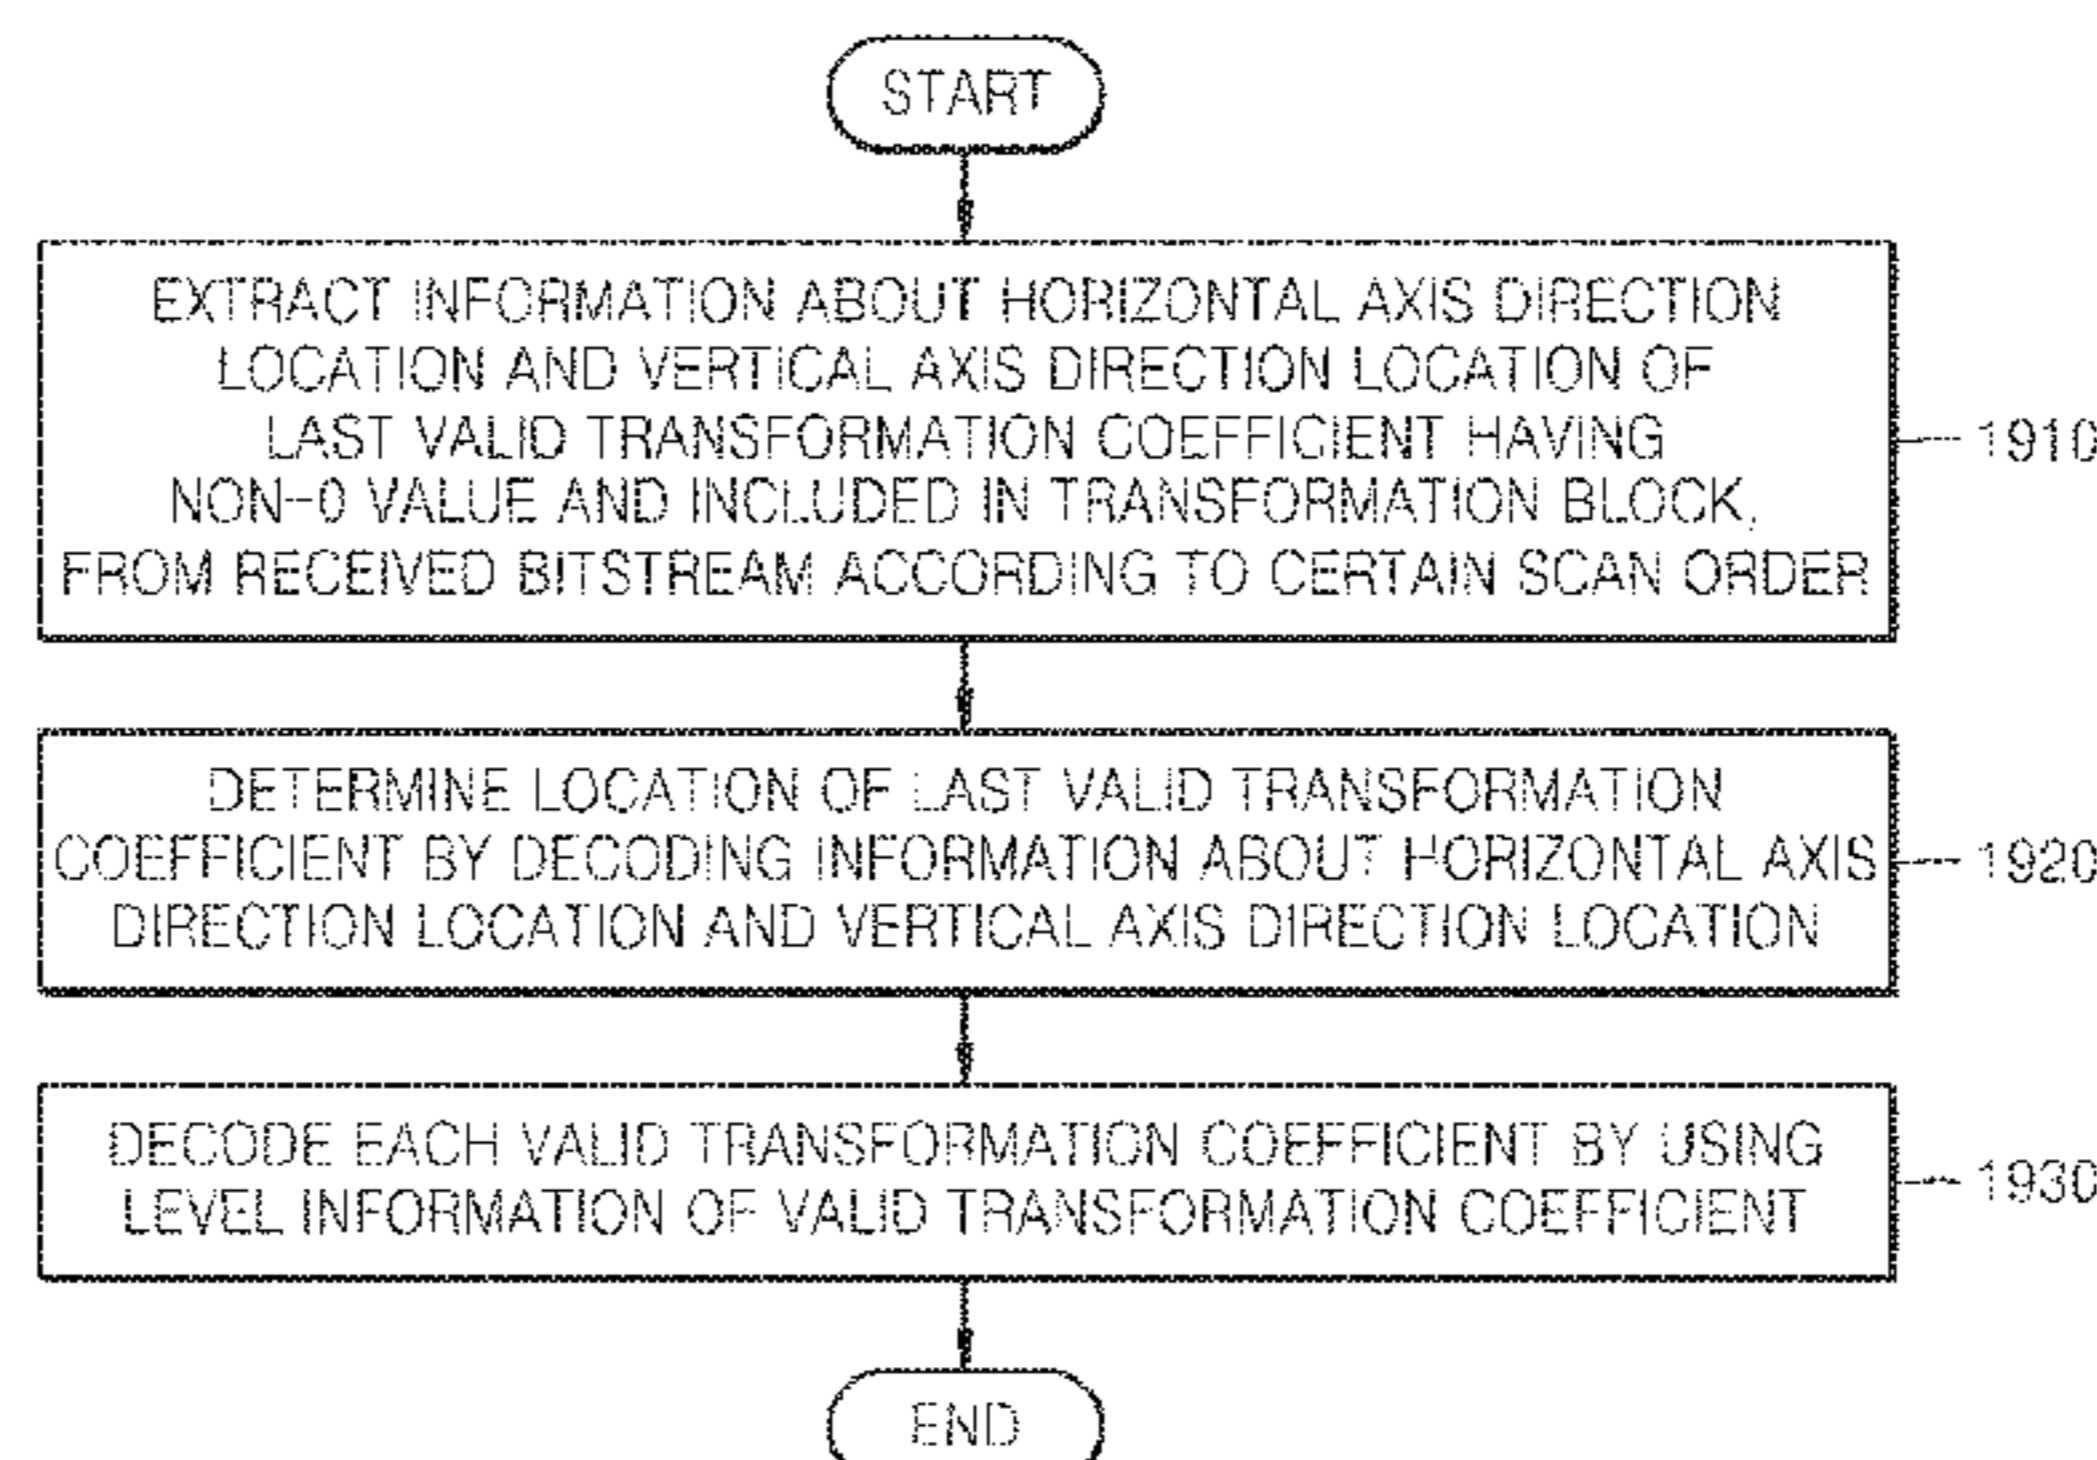 START
EXTRACT INFORMATION ABOUT HORIZONTAL AXIS DIRECTION
LOCATION AND VERTICAL AXIS DIRECTION LOCATION OF
LAST VALID TRANSFORMATION COEFFICIENT HAVING
NON-0 VALUE AND INCLUDED IN TRANSFORMATION BLOCK,
FROM RECEIVED BITSTREAM ACCORDING TO CERTAIN SCAN ORDER
1910
DETERMINE LOCATION OF LAST VALID TRANSFORMATION
COEFFICIENT BY DECODING INFORMATION ABOUT HORIZONTAL AXIS
DIRECTION LOCATION AND VERTICAL AXIS DIRECTION LOCATION
1920
DECODE EACH VALID TRANSFORMATION COEFFICIENT BY USING
LEVEL INFORMATION OF VALID TRANSFORMATION COEFFICIENT
1930
END